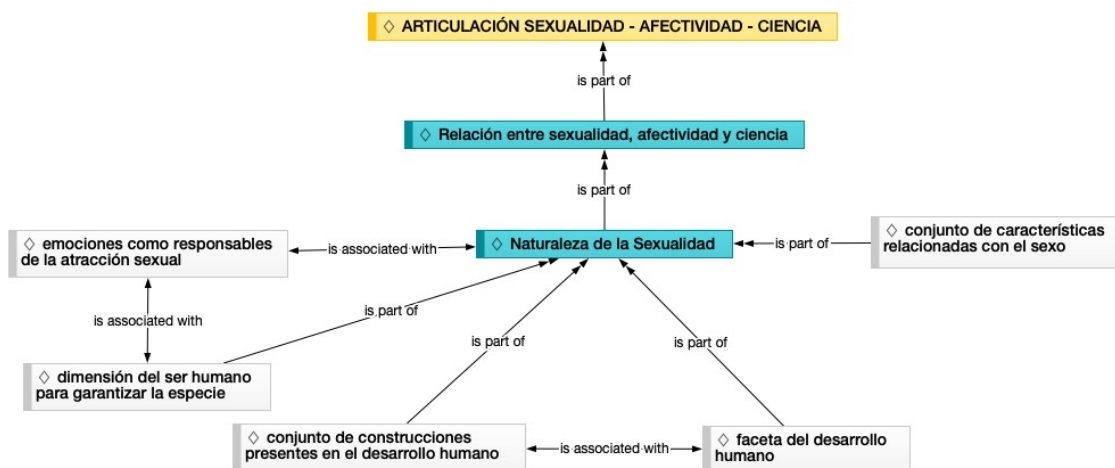 ◇ ARTICULACIÓN SEXUALIDAD - AFECTIVIDAD - CIENCIA
is part of
◇ Relación entre sexualidad, afectividad y ciencia
is part of
◇ emociones como responsables
de la atracción sexual
is associated with
◇ Naturaleza de la Sexualidad
is part of
◇ conjunto de características
relacionadas con el sexo
is associated with
is part of
is part of
is part of
◇ dimensión del ser humano
para garantizar la especie
◇ conjunto de construcciones
presentes en el desarrollo humano
is associated with
◇ faceta del desarrollo
humano